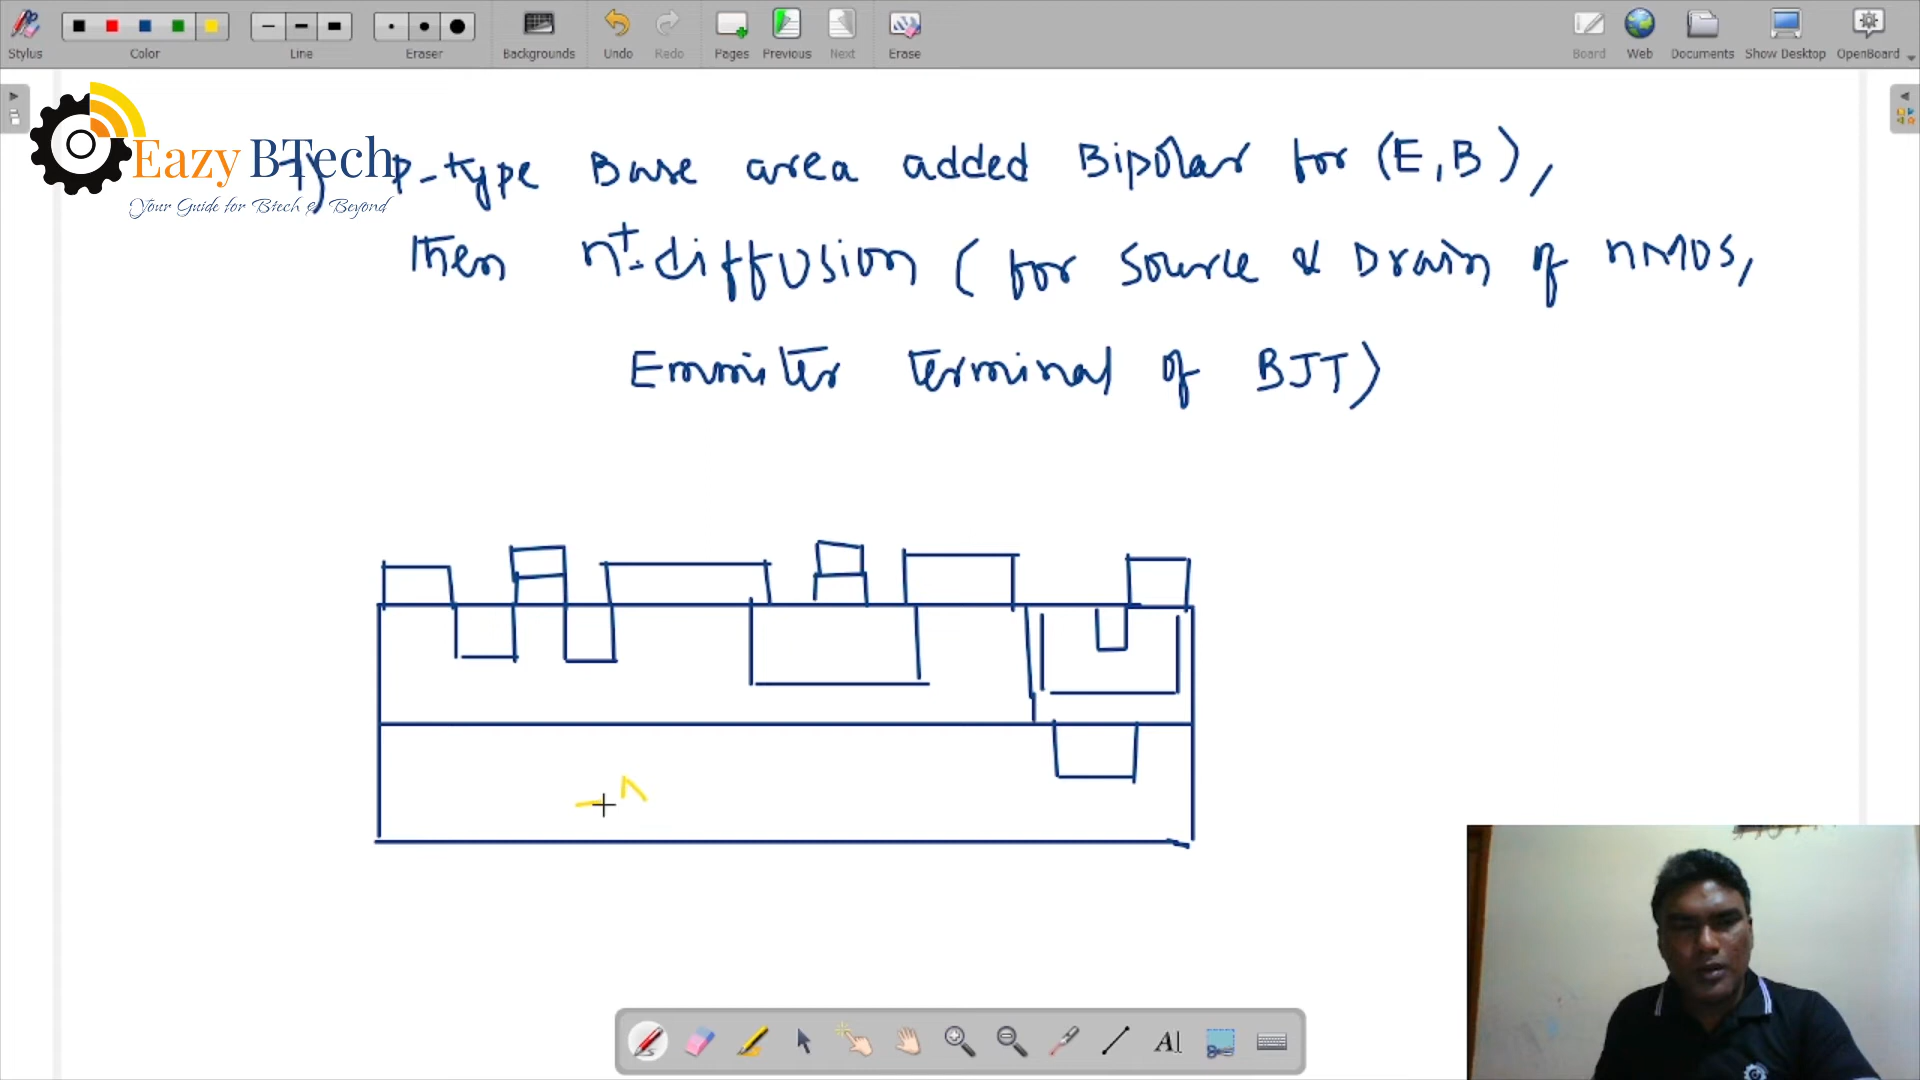 Stylus
Color
Line
Eraser
Backgrounds
Undo
Redo
Pages
Previous
Next
Erase
Board
Web
Documents
Show Desktop
OpenBoard
Eazy BTech
Your Guide for Btech & Beyond
7) P-type Base area added Bipolar for (E,B),
then n+-diffusion ( for Source & Drain of nMOS,
Emmiter terminal of BJT)
AI